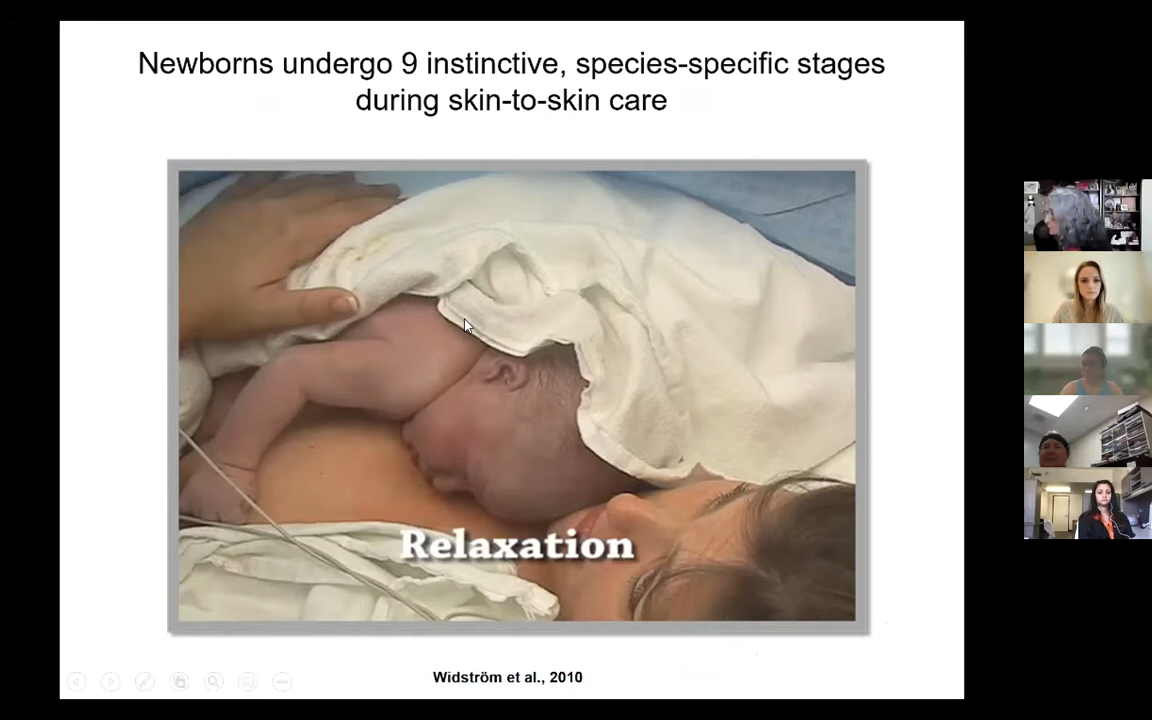 Newborns undergo 9 instinctive, species-specific stages
during skin-to-skin care
Relaxation
Widström et al., 2010